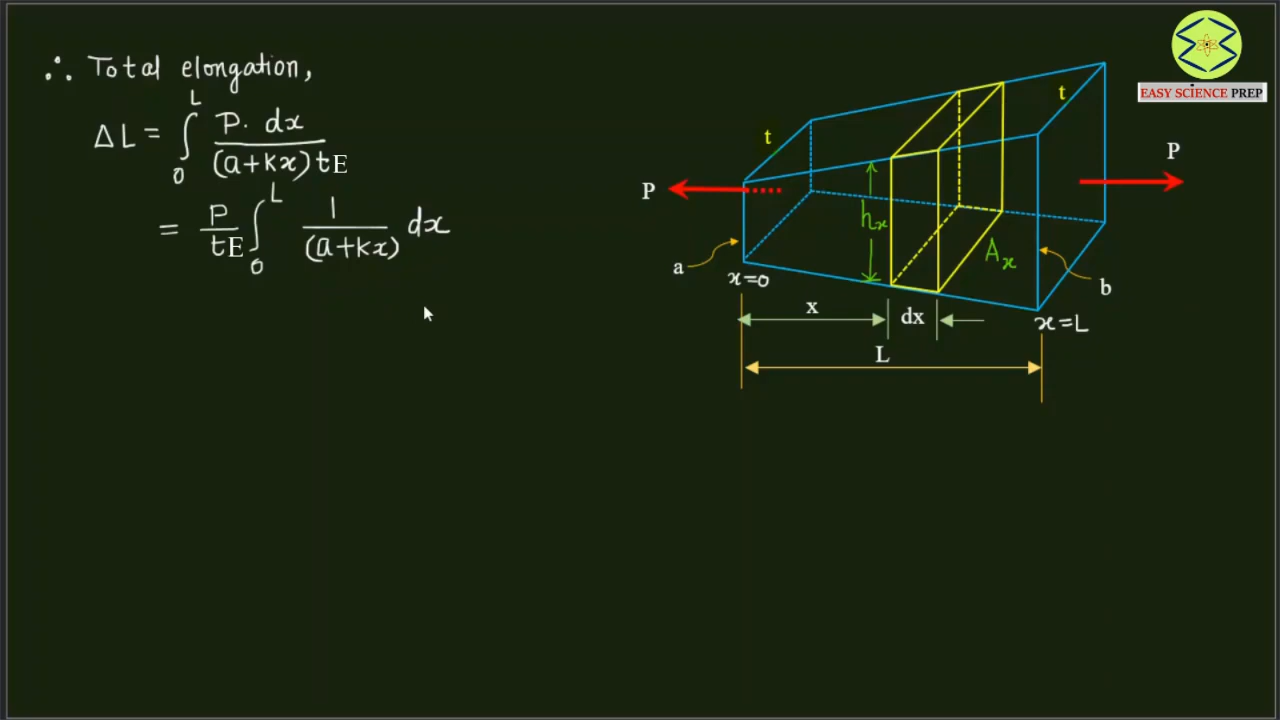 ∴ Total elongation,
ΔL = ∫₀ᴸ P. dx / (a+kx) tE
= P/tE ∫₀ᴸ 1/(a+kx) dx
EASY SCIENCE PREP
t
t
P
P
hₓ
Aₓ
a
b
x=0
x
dx
x=L
L